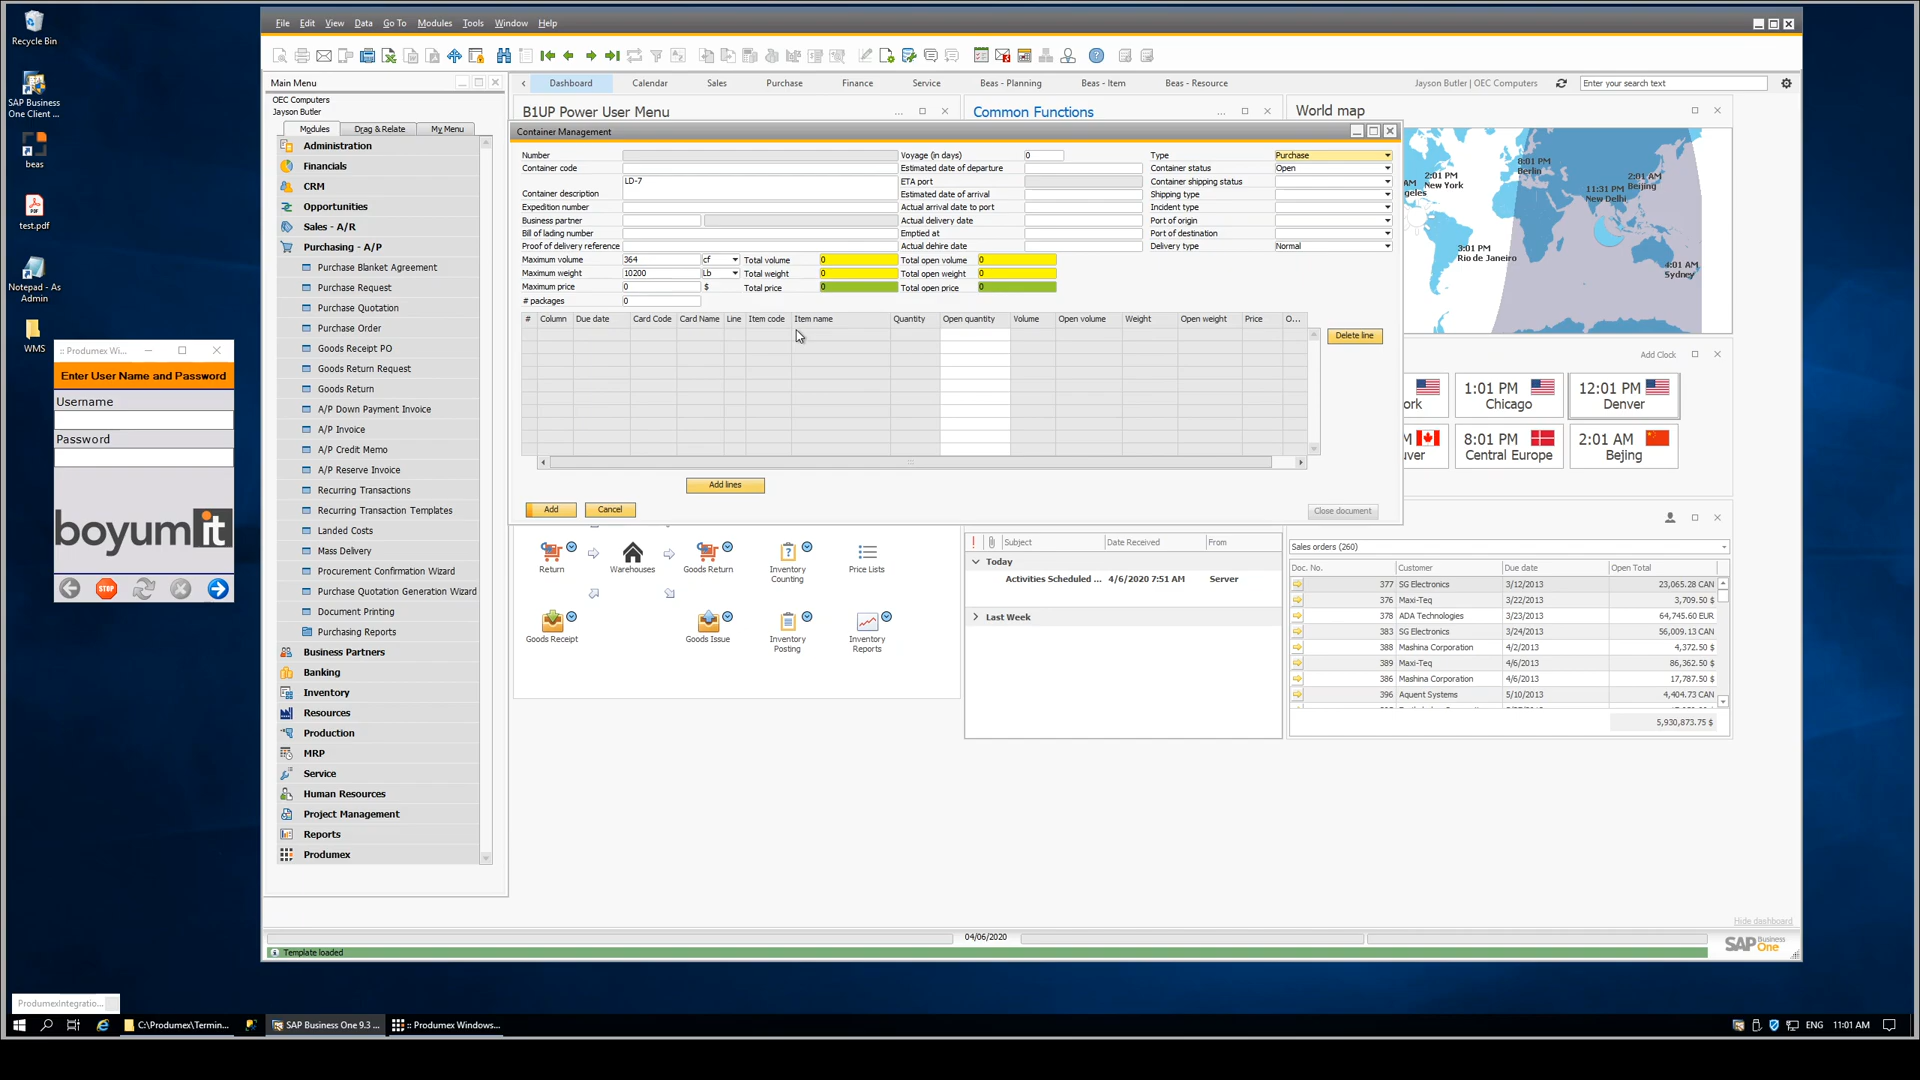 Recycle Bin
SAP Business
One Client ...
beas
test.pdf
Notepad - As
Admin
WMS
:: Produmex Wi...
Enter User Name and Password
Username
Password
boyumit
STOP
File Edit View Data Go To Modules Tools Window Help
Main Menu
OEC Computers
Jayson Butler
Modules Drag & Relate My Menu
Administration
Financials
CRM
Opportunities
Sales - A/R
Purchasing - A/P
Purchase Blanket Agreement
Purchase Request
Purchase Quotation
Purchase Order
Goods Receipt PO
Goods Return Request
Goods Return
A/P Down Payment Invoice
A/P Invoice
A/P Credit Memo
A/P Reserve Invoice
Recurring Transactions
Recurring Transaction Templates
Landed Costs
Mass Delivery
Procurement Confirmation Wizard
Purchase Quotation Generation Wizard
Document Printing
Purchasing Reports
Business Partners
Banking
Inventory
Resources
Production
MRP
Service
Human Resources
Project Management
Reports
Produmex
Dashboard Calendar Sales Purchase Finance Service Beas - Planning Beas - Item Beas - Resource
Jayson Butler | OEC Computers
Enter your search text
B1UP Power User Menu ...
Common Functions ...
World map
Container Management
Number
Container code
LD-7
Container description
Expedition number
Business partner
Bill of lading number
Proof of delivery reference
Maximum volume 364 cf Total volume 0 Total open volume 0
Maximum weight 10200 Lb Total weight 0 Total open weight 0
Maximum price 0 $ Total price 0 Total open price 0
# packages 0
Voyage (in days) 0
Estimated date of departure
ETA port
Estimated date of arrival
Actual arrival date to port
Actual delivery date
Emptied at
Actual dehire date
Type Purchase
Container status Open
Container shipping status
Shipping type
Incident type
Port of origin
Port of destination
Delivery type Normal
# Column Due date Card Code Card Name Line Item code Item name Quantity Open quantity Volume Open volume Weight Open weight Price O...
Delete line
Add lines
Add Cancel
Close document
AM
2:01 PM
New York
geles
8:01 PM
Berlin
11:31 PM
New Delhi
2:01 AM
Beijing
3:01 PM
Rio de Janeiro
4:01 AM
Sydney
Add Clock
ork
1:01 PM
Chicago
12:01 PM
Denver
M
ver
8:01 PM
Central Europe
2:01 AM
Bejing
Return
Warehouses
Goods Return
Inventory
Counting
Price Lists
Goods Receipt
Goods Issue
Inventory
Posting
Inventory
Reports
! Subject Date Received From
Today
Activities Scheduled ... 4/6/2020 7:51 AM Server
Last Week
Sales orders (260)
Doc. No. Customer Due date Open Total
377 SG Electronics 3/12/2013 23,065.28 CAN
376 Maxi-Teq 3/22/2013 3,709.50 $
378 ADA Technologies 3/23/2013 64,745.60 EUR
383 SG Electronics 3/24/2013 56,009.13 CAN
388 Mashina Corporation 4/2/2013 4,372.50 $
389 Maxi-Teq 4/6/2013 86,362.50 $
386 Mashina Corporation 4/6/2013 17,787.50 $
396 Aquent Systems 5/10/2013 4,404.73 CAN
5,930,873.75 $
Hide dashboard
04/06/2020
Template loaded
SAP Business
One
ProdumexIntegratio...
C:\Produmex\Termin... SAP Business One 9.3 ... :: Produmex Windows...
ENG 11:01 AM